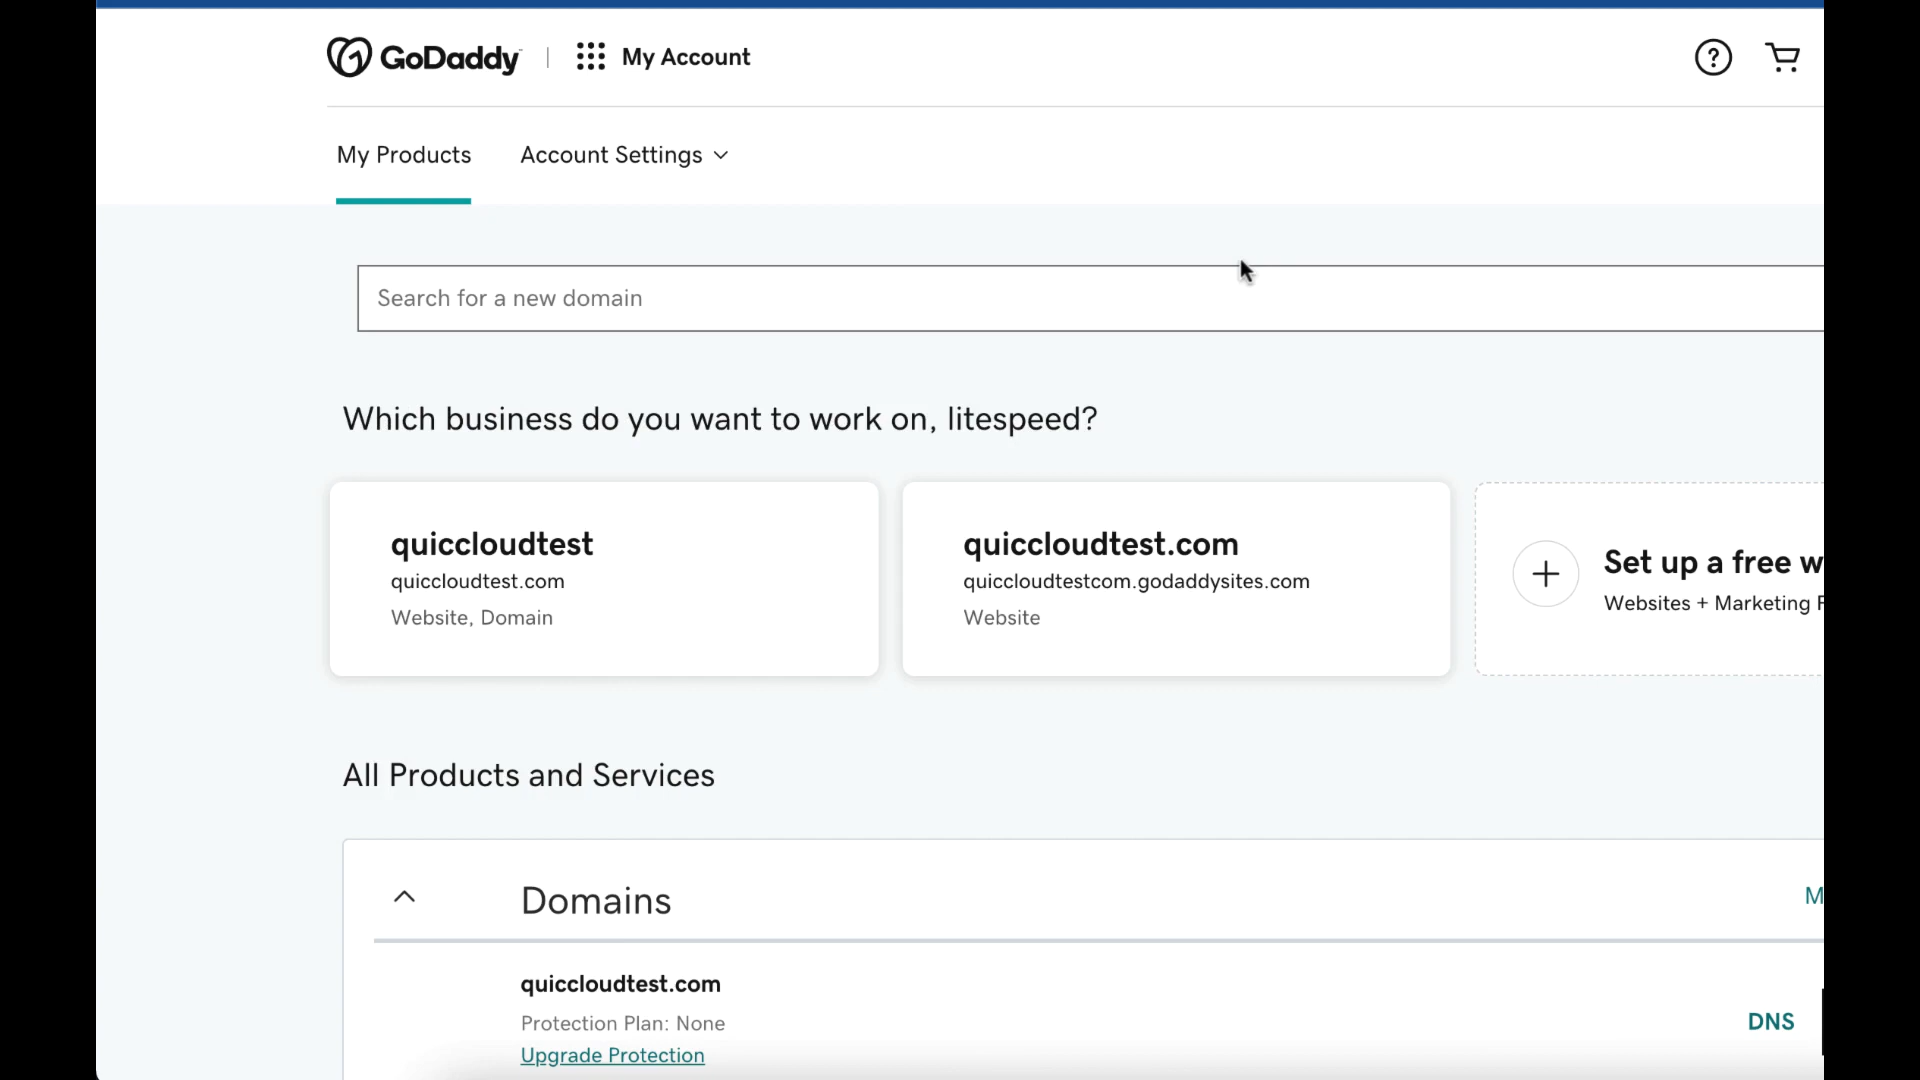 GoDaddy
My Account
My Products
Account Settings
Search for a new domain
Which business do you want to work on, litespeed?
quiccloudtest
quiccloudtest.com
Website, Domain
quiccloudtest.com
quiccloudtestcom.godaddysites.com
Website
Set up a free w
Websites + Marketing F
All Products and Services
Domains
M
quiccloudtest.com
Protection Plan: None
DNS
Upgrade Protection